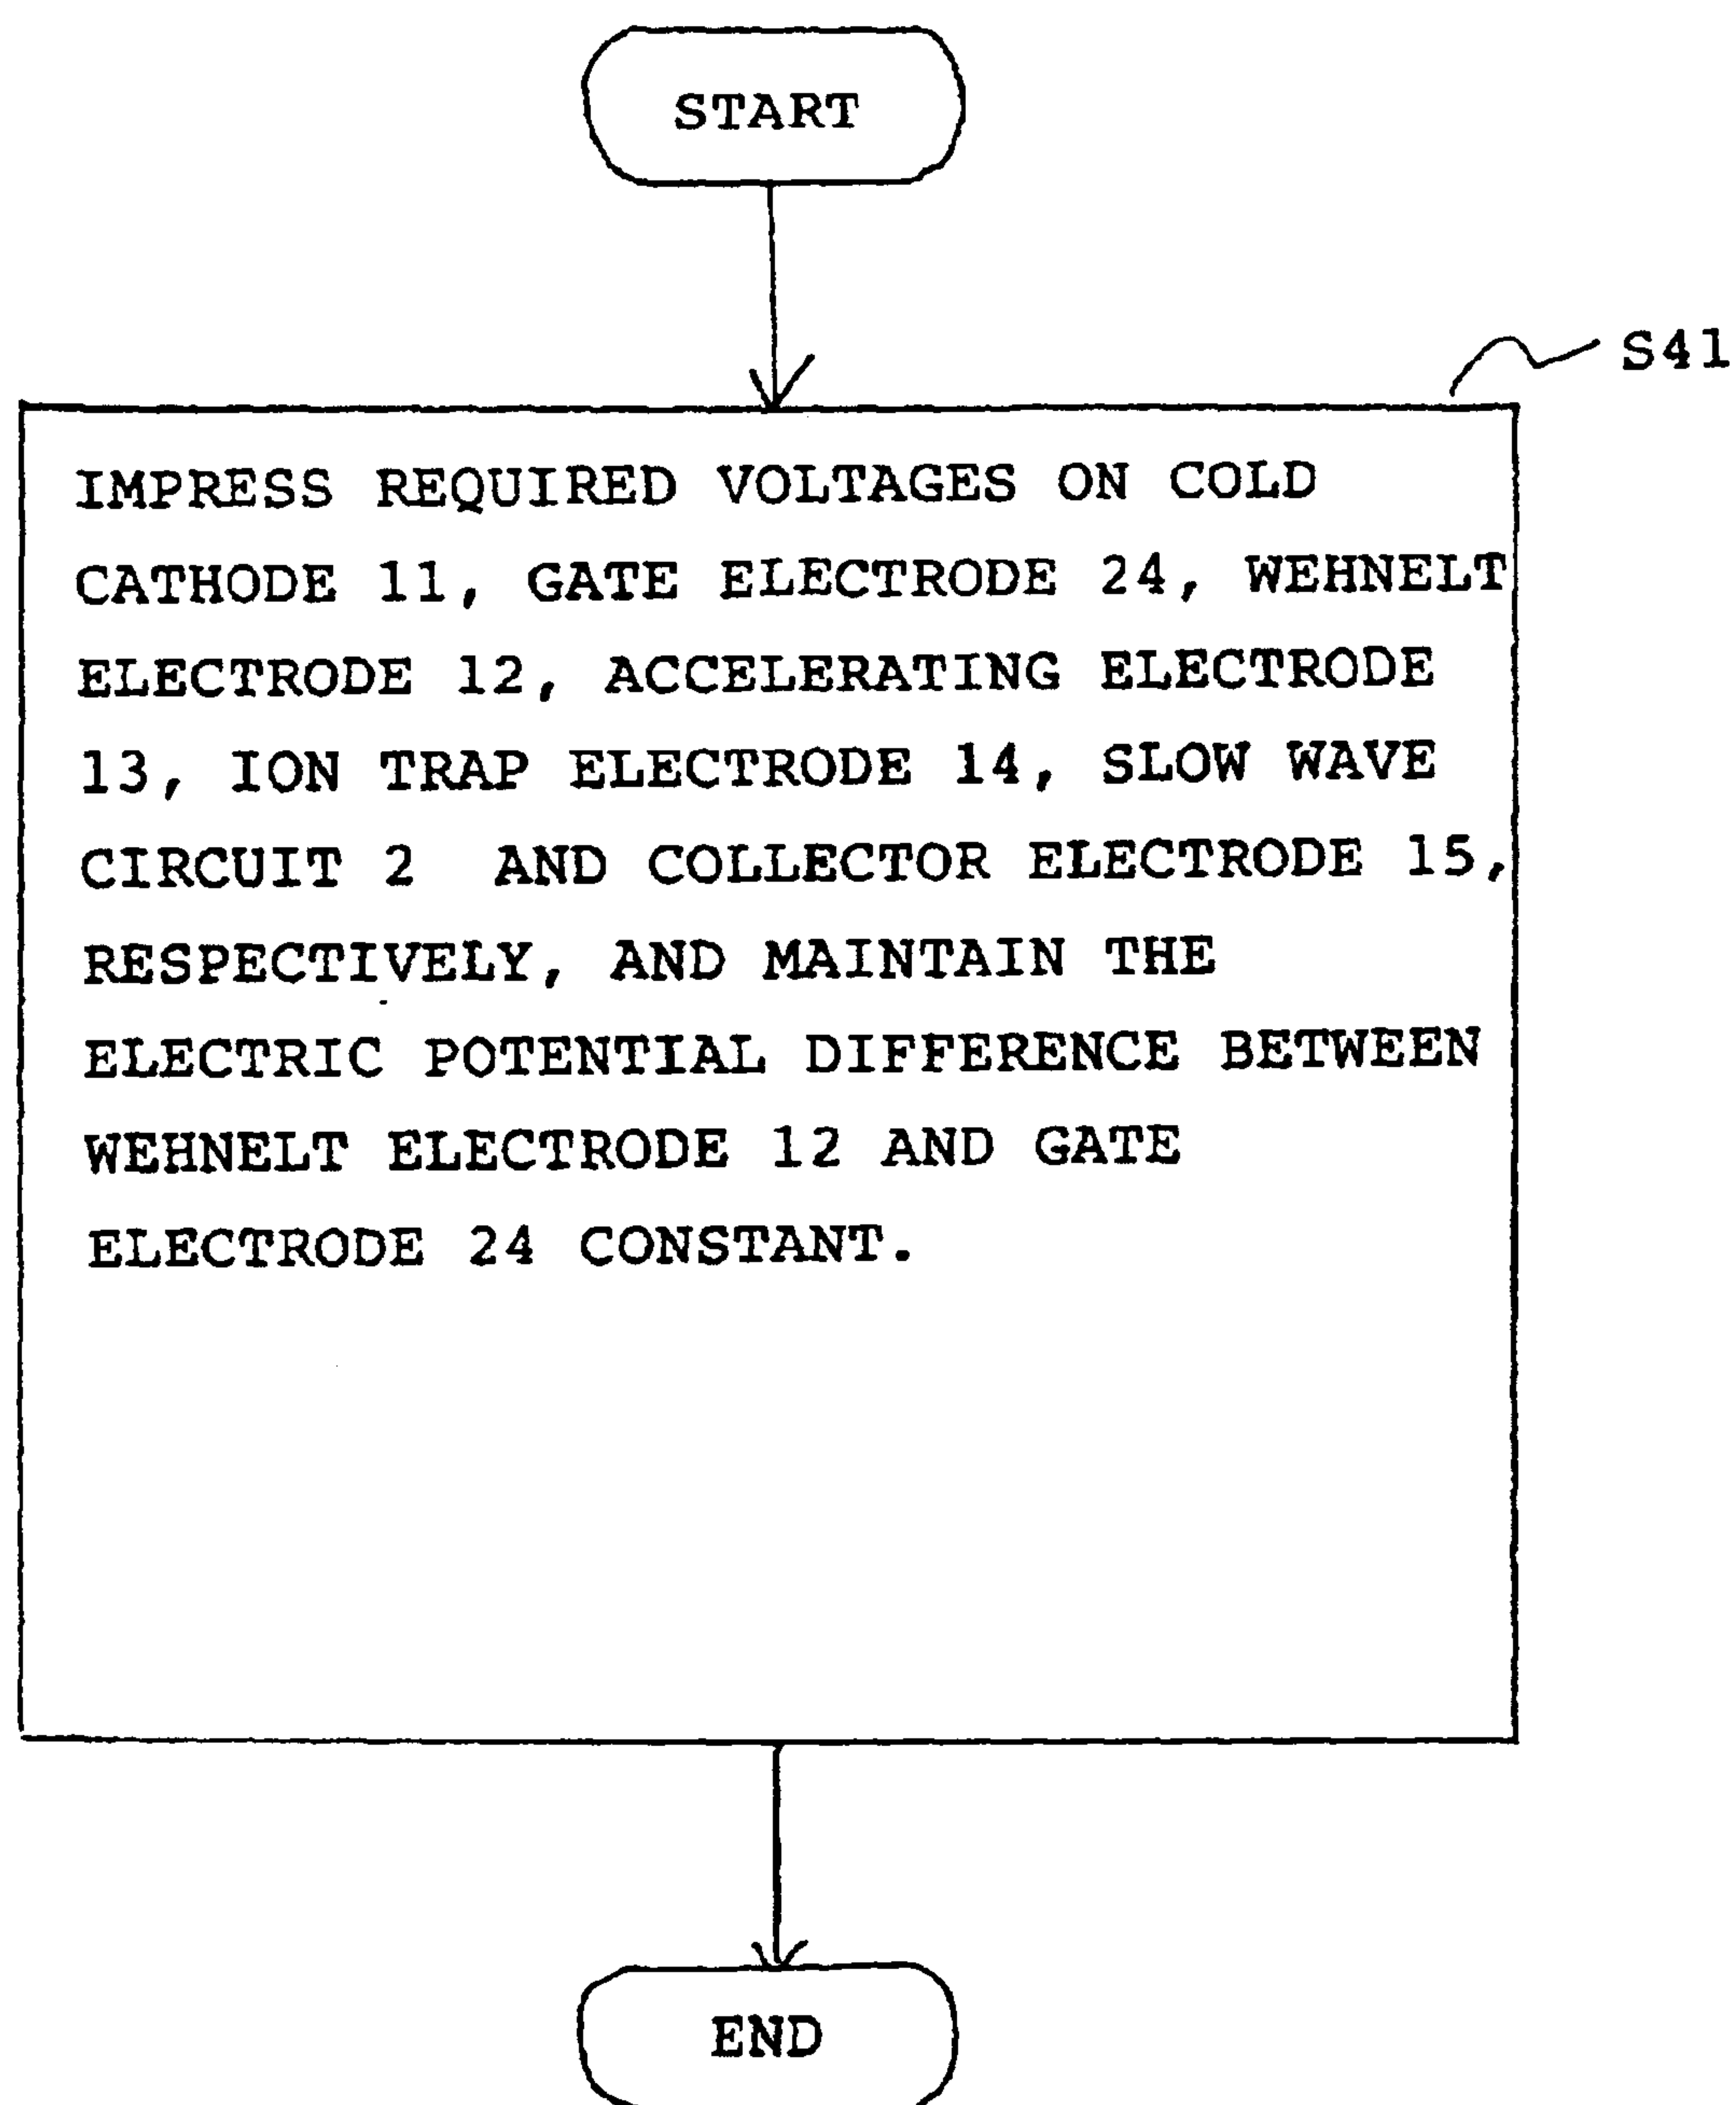 START
S41
IMPRESS REQUIRED VOLTAGES ON COLD
CATHODE 11, GATE ELECTRODE 24, WEHNELT
ELECTRODE 12, ACCELERATING ELECTRODE
13, ION TRAP ELECTRODE 14, SLOW WAVE
CIRCUIT 2 AND COLLECTOR ELECTRODE 15,
RESPECTIVELY, AND MAINTAIN THE
ELECTRIC POTENTIAL DIFFERENCE BETWEEN
WEHNELT ELECTRODE 12 AND GATE
ELECTRODE 24 CONSTANT.
END